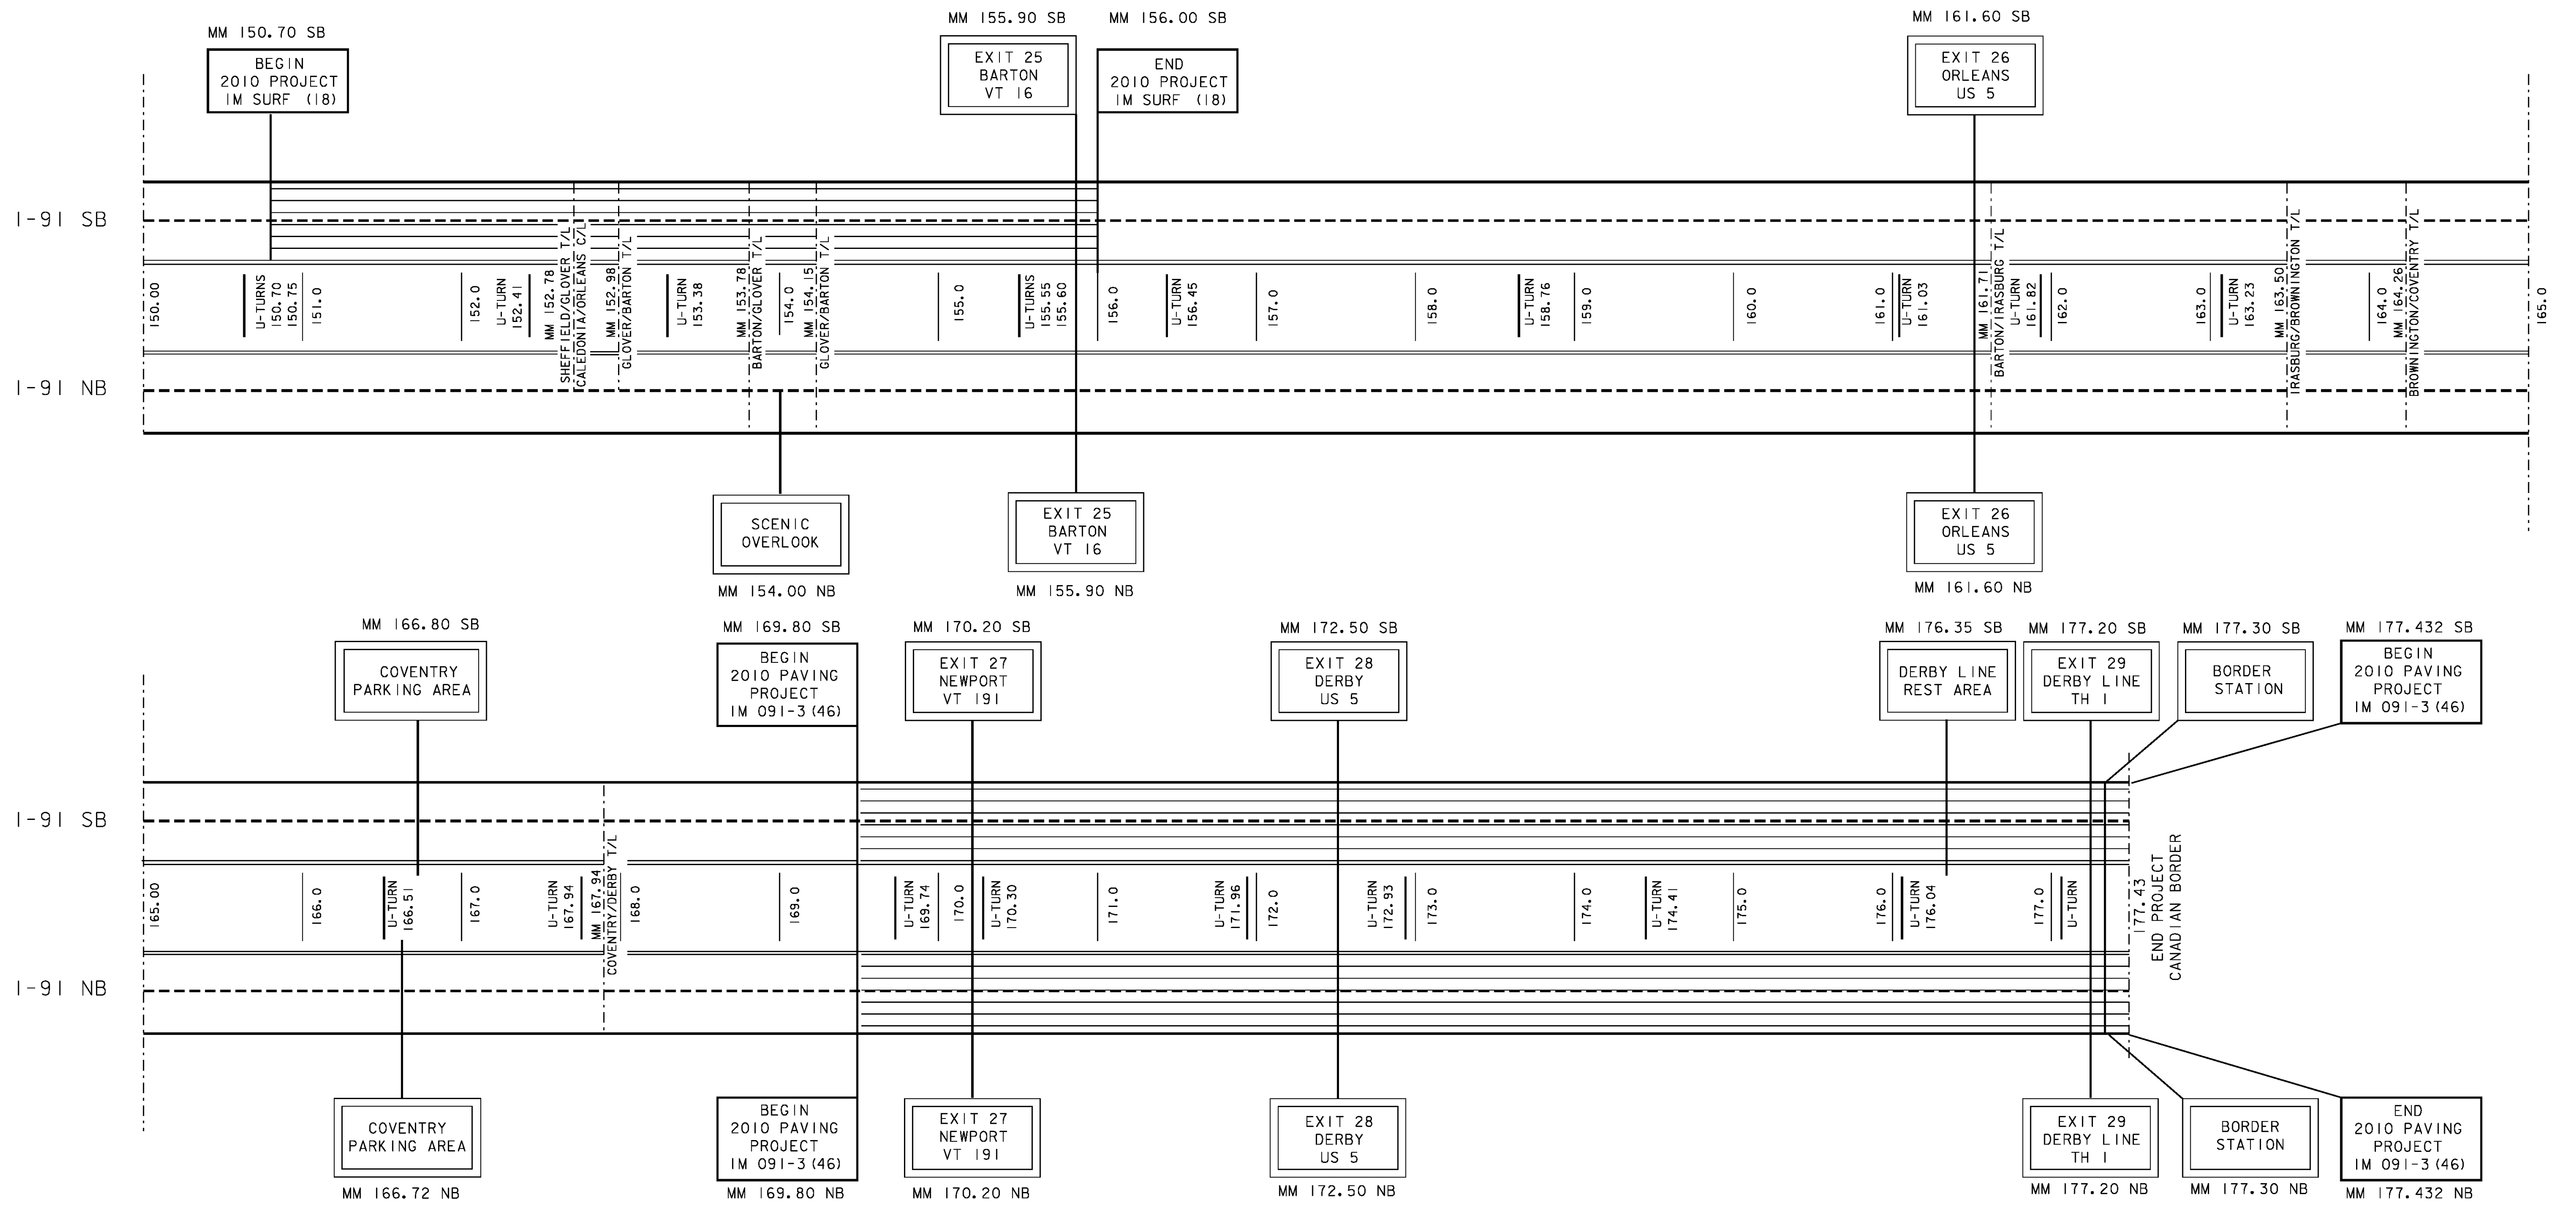 MM 150.70 SB
BEGIN
2010 PROJECT
IM SURF (18)
MM 155.90 SB
EXIT 25
BARTON
VT 16
MM 156.00 SB
END
2010 PROJECT
IM SURF (18)
MM 161.60 SB
EXIT 26
ORLEANS
US 5
I-91 SB
I-91 NB
150.00
U-TURNS
150.70
150.75
151.0
152.0
U-TURN
152.41
MM 152.78
SHEFFIELD/GLOVER T/L
CALEDONIA/ORLEANS C/L
MM 152.98
GLOVER/BARTON T/L
U-TURN
153.38
MM 153.78
BARTON/GLOVER T/L
154.0
MM 154.15
GLOVER/BARTON T/L
155.0
U-TURNS
155.55
155.60
156.0
U-TURN
156.45
157.0
158.0
U-TURN
158.76
159.0
160.0
161.0
U-TURN
161.03
MM 161.71
BARTON/IRASBURG T/L
U-TURN
161.82
162.0
163.0
U-TURN
163.23
MM 163.50
IRASBURG/BROWNINGTON T/L
164.0
MM 164.26
BROWNINGTON/COVENTRY T/L
165.0
SCENIC
OVERLOOK
MM 154.00 NB
EXIT 25
BARTON
VT 16
MM 155.90 NB
EXIT 26
ORLEANS
US 5
MM 161.60 NB
MM 166.80 SB
COVENTRY
PARKING AREA
MM 169.80 SB
BEGIN
2010 PAVING
PROJECT
IM 091-3(46)
MM 170.20 SB
EXIT 27
NEWPORT
VT 191
MM 172.50 SB
EXIT 28
DERBY
US 5
MM 176.35 SB
DERBY LINE
REST AREA
MM 177.20 SB
EXIT 29
DERBY LINE
TH 1
MM 177.30 SB
BORDER
STATION
MM 177.432 SB
BEGIN
2010 PAVING
PROJECT
IM 091-3(46)
I-91 SB
I-91 NB
165.00
166.0
U-TURN
166.51
167.0
U-TURN
167.94
MM 167.94
COVENTRY/DERBY T/L
168.0
169.0
U-TURN
169.74
170.0
U-TURN
170.30
171.0
U-TURN
171.96
172.0
U-TURN
172.93
173.0
174.0
U-TURN
174.41
175.0
176.0
U-TURN
176.04
177.0
U-TURN
177.43
END PROJECT
CANADIAN BORDER
COVENTRY
PARKING AREA
MM 166.72 NB
BEGIN
2010 PAVING
PROJECT
IM 091-3(46)
MM 169.80 NB
EXIT 27
NEWPORT
VT 191
MM 170.20 NB
EXIT 28
DERBY
US 5
MM 172.50 NB
EXIT 29
DERBY LINE
TH 1
MM 177.20 NB
BORDER
STATION
MM 177.30 NB
END
2010 PAVING
PROJECT
IM 091-3(46)
MM 177.432 NB